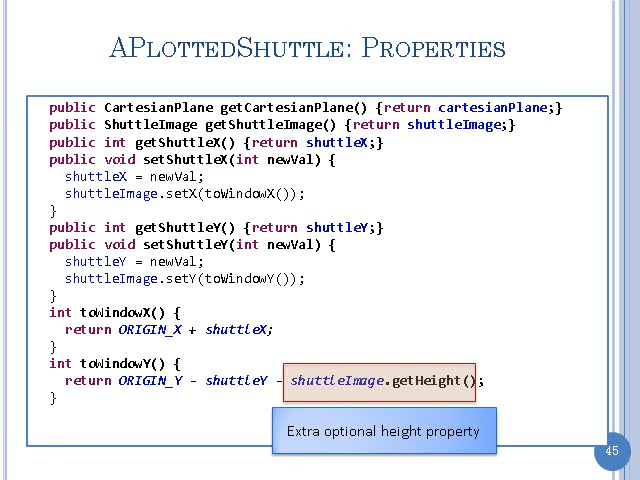 APlottedShuttle: Properties
public CartesianPlane getCartesianPlane() {return cartesianPlane;}
public ShuttleImage getShuttleImage() {return shuttleImage;}
public int getShuttleX() {return shuttleX;}
public void setShuttleX(int newVal) {
shuttleX = newVal;
shuttleImage.setX(toWindowX());
}
public int getShuttleY() {return shuttleY;}
public void setShuttleY(int newVal) {
shuttleY = newVal;
shuttleImage.setY(toWindowY());
}
int toWindowX() {
return ORIGIN_X + shuttleX;
}
int toWindowY() {
return ORIGIN_Y - shuttleY - shuttleImage.getHeight();
}
Extra optional height property
45